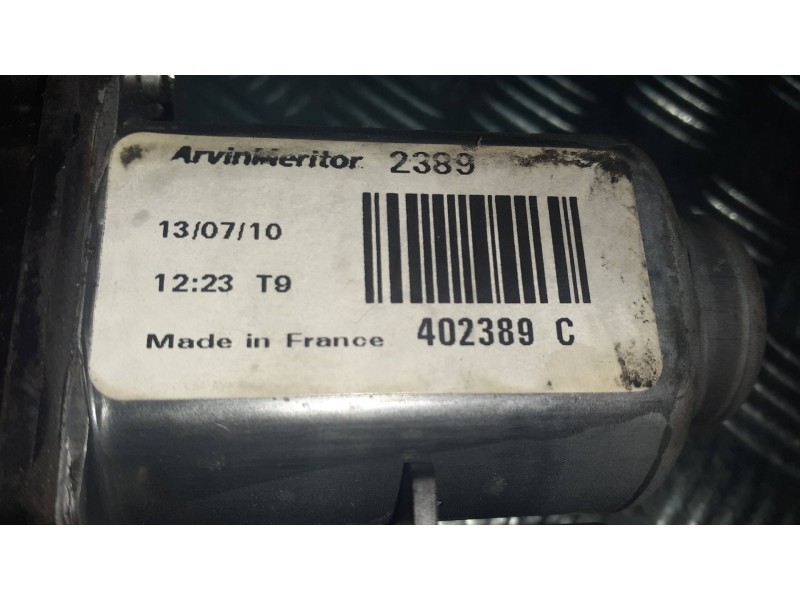 ArvinMeritor 2389
13/07/10
12:23 T9
Made in France 402389 C